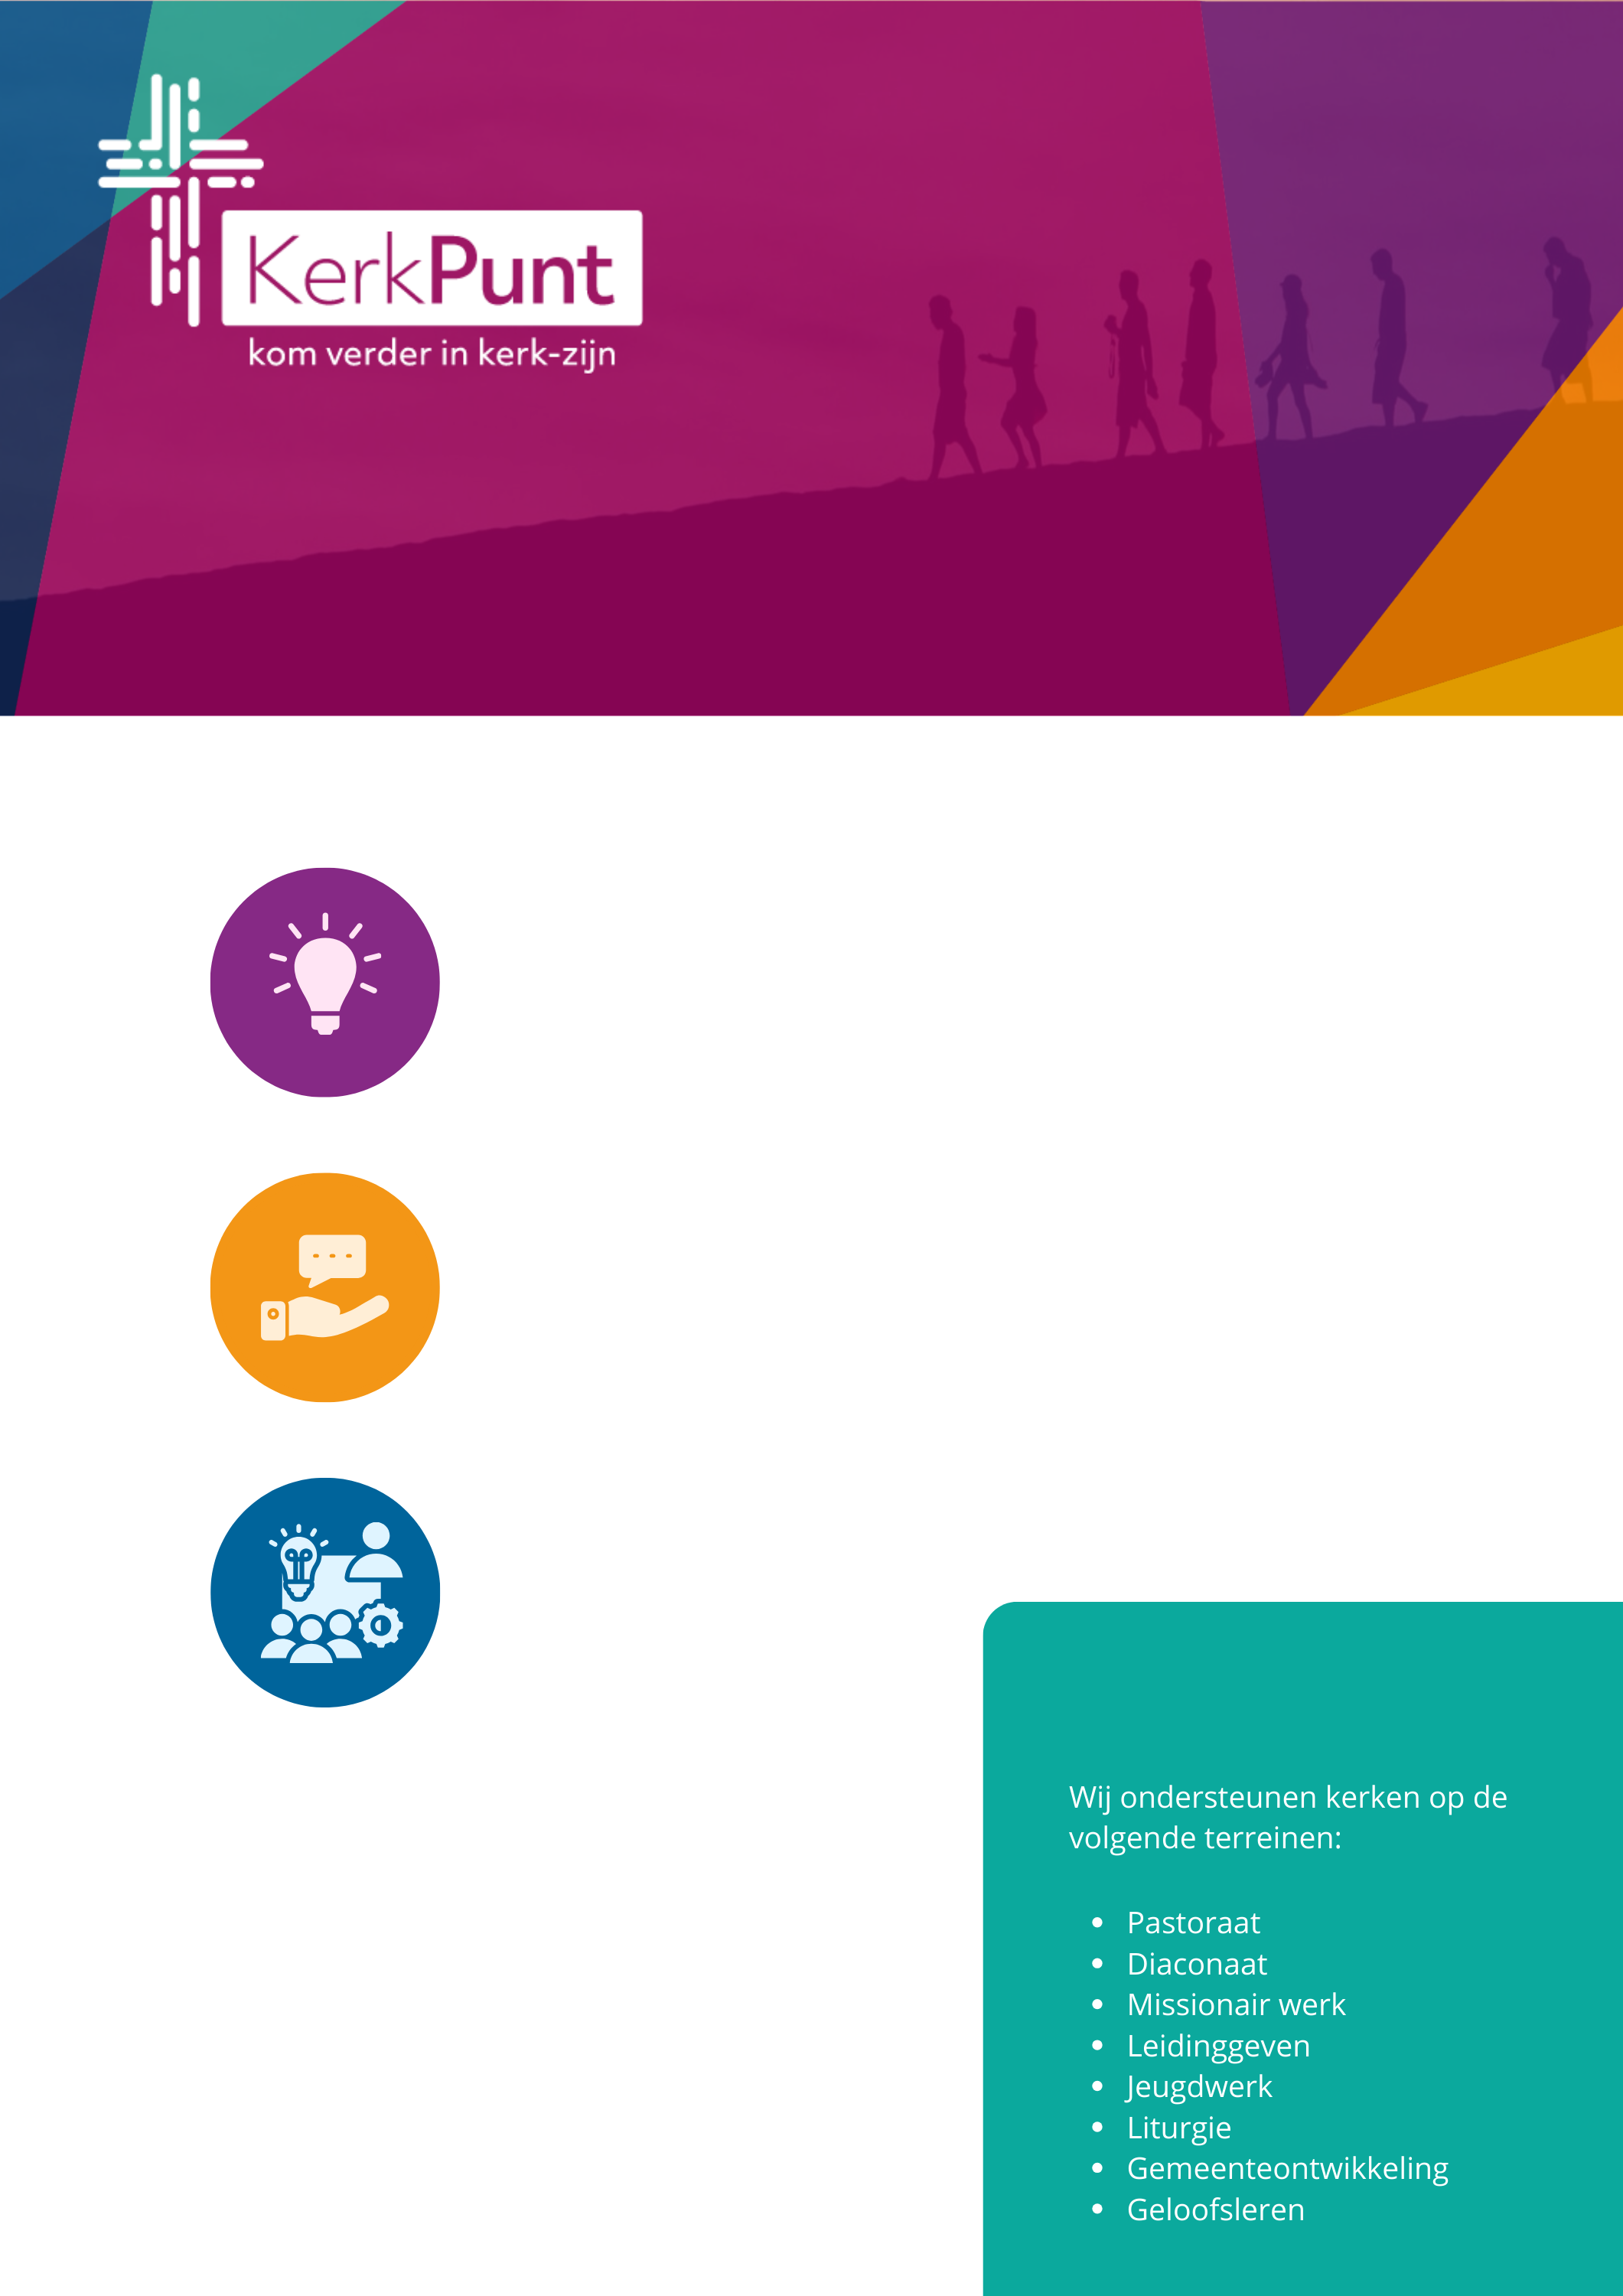 KerkPunt
kom verder in kerk-zijn
Wij ondersteunen kerken op de
volgende terreinen:
• Pastoraat
• Diaconaat
• Missionair werk
• Leidinggeven
• Jeugdwerk
• Liturgie
• Gemeenteontwikkeling
• Geloofsleren